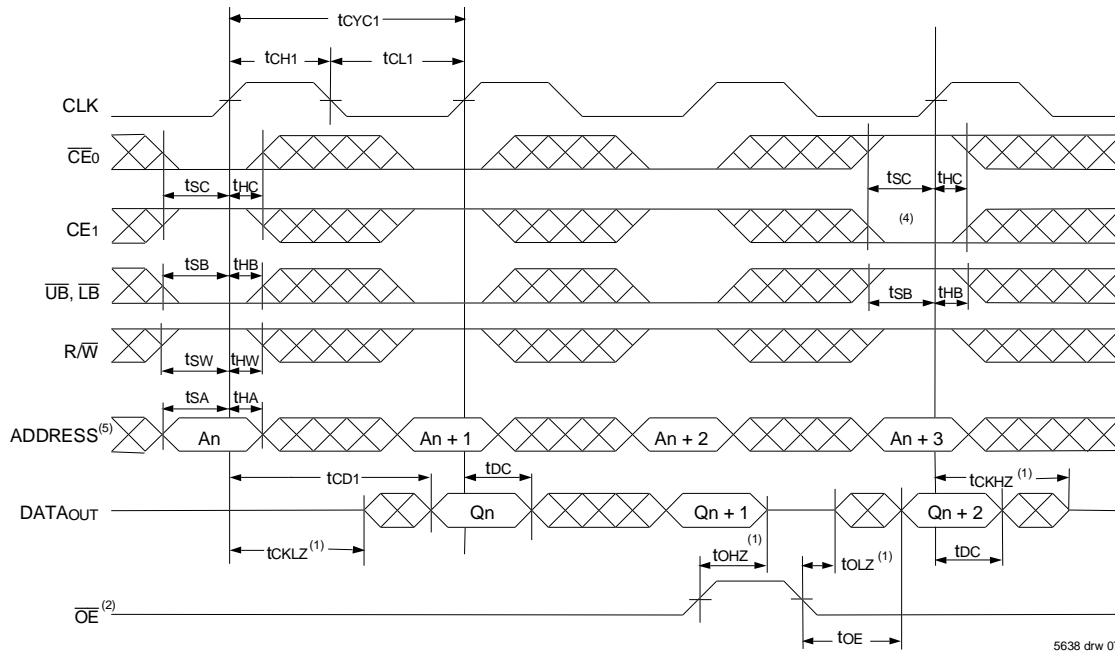 tCYC1
tCH1 tCL1
CLK
CE0
tSC tHC tSC tHC
CE1 (4)
tSB tHB
UB, LB tSB tHB
R/W
tSW tHW
tSA tHA
ADDRESS(5) An An + 1 An + 2 An + 3
tCD1 tDC tCKHZ (1)
DATAOUT Qn Qn + 1 Qn + 2
tCKLZ (1) tOHZ (1) tOLZ (1) tDC
OE (2)
tOE
5638 drw 07